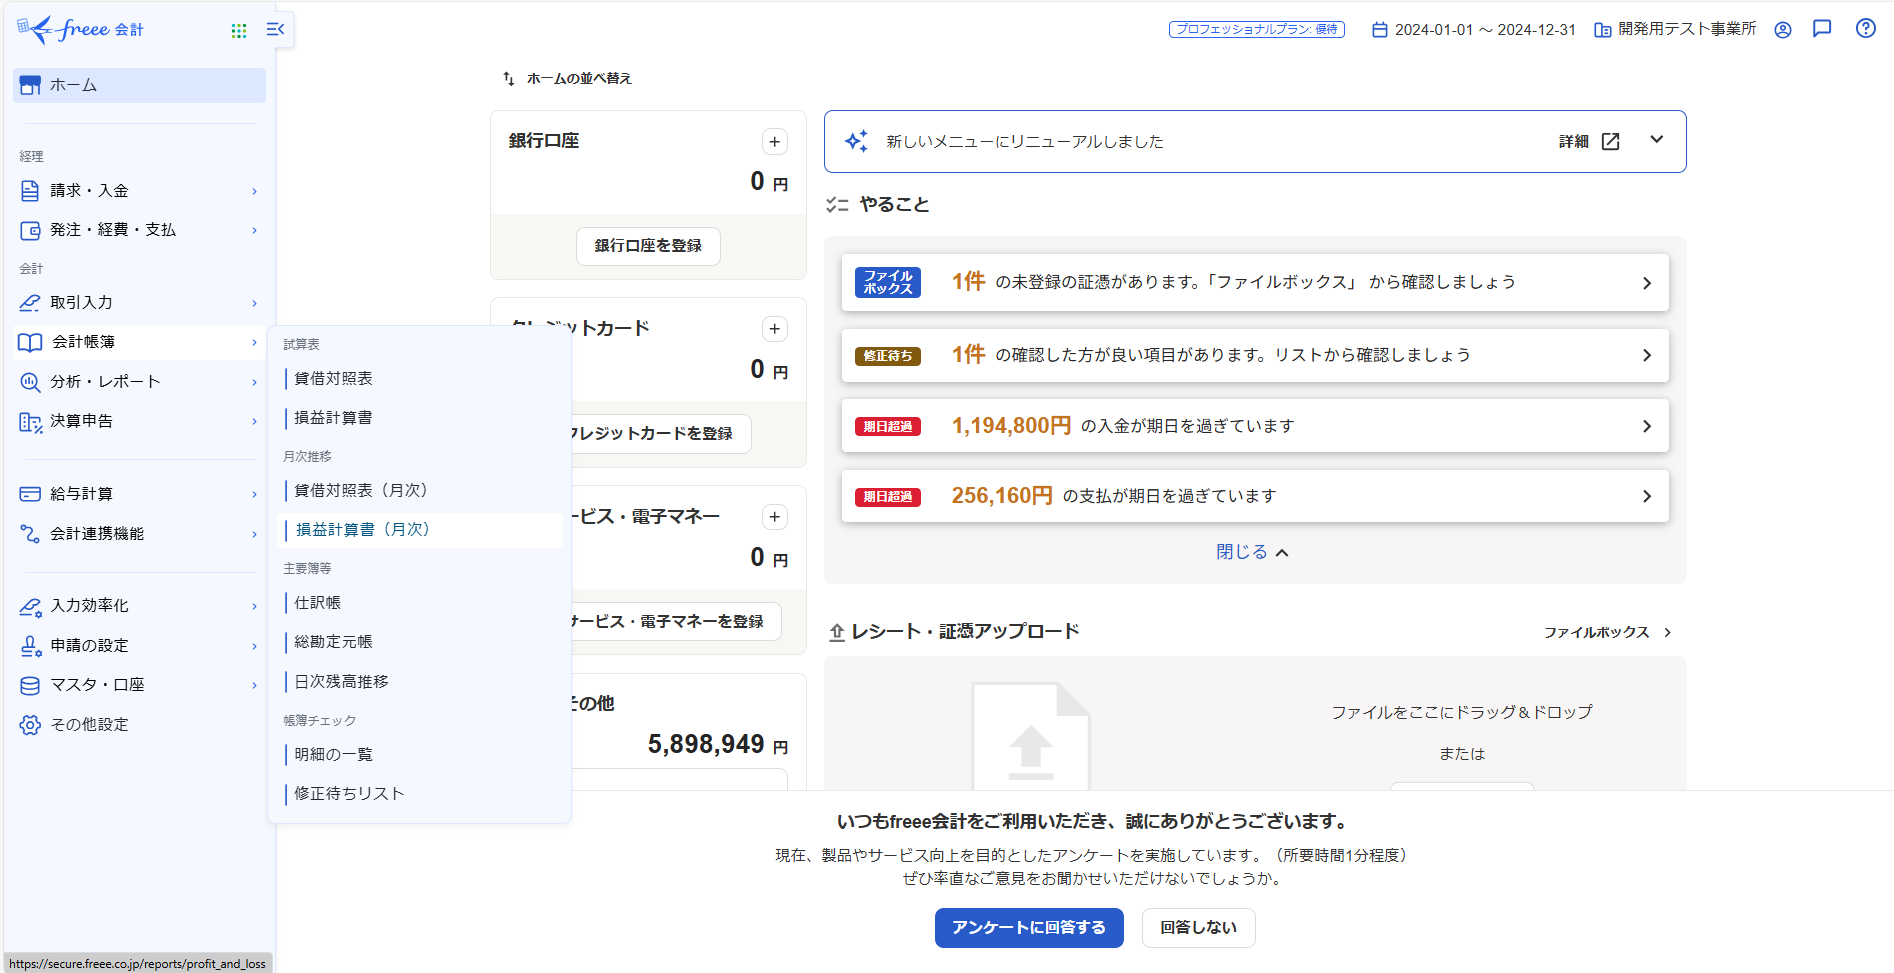 freee 会計
プロフェッショナルプラン: 優待
2024-01-01 ～ 2024-12-31
開発用テスト事業所
ホーム
経理
請求・入金
発注・経費・支払
会計
取引入力
会計帳簿
分析・レポート
決算申告
給与計算
会計連携機能
入力効率化
申請の設定
マスタ・口座
その他設定
試算表
貸借対照表
損益計算書
月次推移
貸借対照表（月次）
損益計算書（月次）
主要簿等
仕訳帳
総勘定元帳
日次残高推移
帳簿チェック
明細の一覧
修正待ちリスト
ホームの並べ替え
銀行口座
0 円
銀行口座を登録
クレジットカード
0 円
クレジットカードを登録
ービス・電子マネー
0 円
サービス・電子マネーを登録
その他
5,898,949 円
新しいメニューにリニューアルしました
詳細
やること
ファイルボックス 1件 の未登録の証憑があります。「ファイルボックス」 から確認しましょう
修正待ち 1件 の確認した方が良い項目があります。リストから確認しましょう
期日超過 1,194,800円 の入金が期日を過ぎています
期日超過 256,160円 の支払が期日を過ぎています
閉じる
レシート・証憑アップロード
ファイルボックス
ファイルをここにドラッグ＆ドロップ
または
いつもfreee会計をご利用いただき、誠にありがとうございます。
現在、製品やサービス向上を目的としたアンケートを実施しています。（所要時間1分程度）
ぜひ率直なご意見をお聞かせいただけないでしょうか。
アンケートに回答する
回答しない
https://secure.freee.co.jp/reports/profit_and_loss